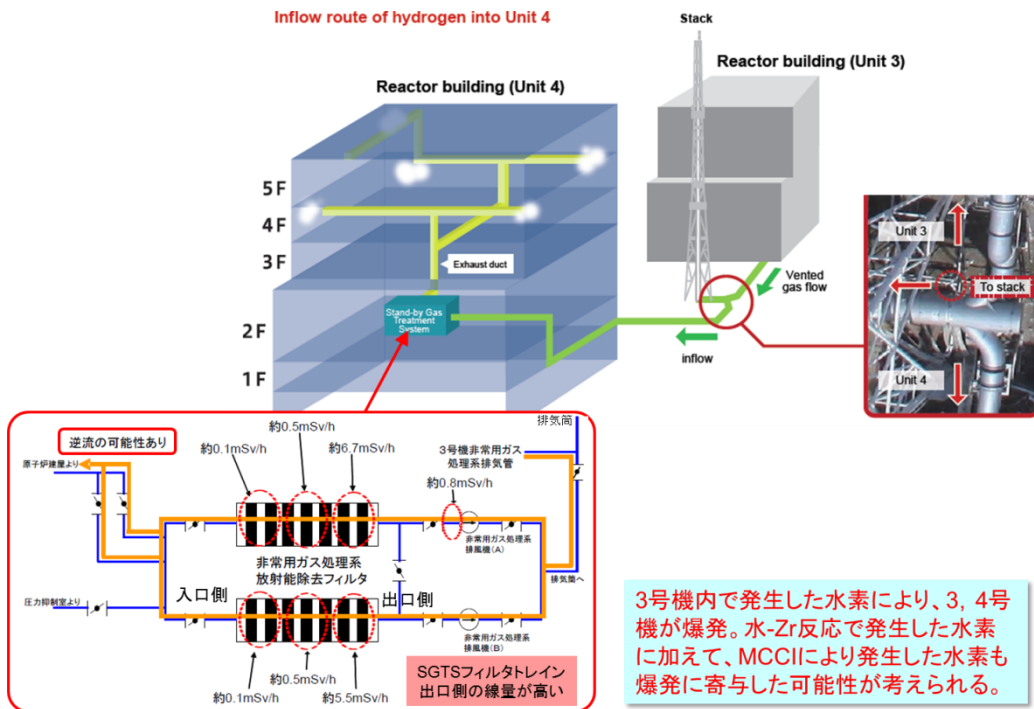 Inflow route of hydrogen into Unit 4
Stack
Reactor building (Unit 3)
Reactor building (Unit 4)
5F
4F
3F
2F
1F
Exhaust duct
Stand-by Gas
Treatment
System
Vented
gas flow
inflow
Unit 3
To stack
Unit 4
排気筒
逆流の可能性あり
原子炉建屋より
約0.1mSv/h
約0.5mSv/h
約6.7mSv/h
3号機非常用ガス
処理系排気管
約0.8mSv/h
非常用ガス処理系
排風機(A)
非常用ガス処理系
放射能除去フィルタ
入口側
出口側
排気筒へ
圧力抑制室より
非常用ガス処理系
排風機(B)
約0.1mSv/h
約0.5mSv/h
約5.5mSv/h
SGTSフィルタトレイン
出口側の線量が高い
3号機内で発生した水素により、3, 4号
機が爆発。水-Zr反応で発生した水素
に加えて、MCCIにより発生した水素も
爆発に寄与した可能性が考えられる。